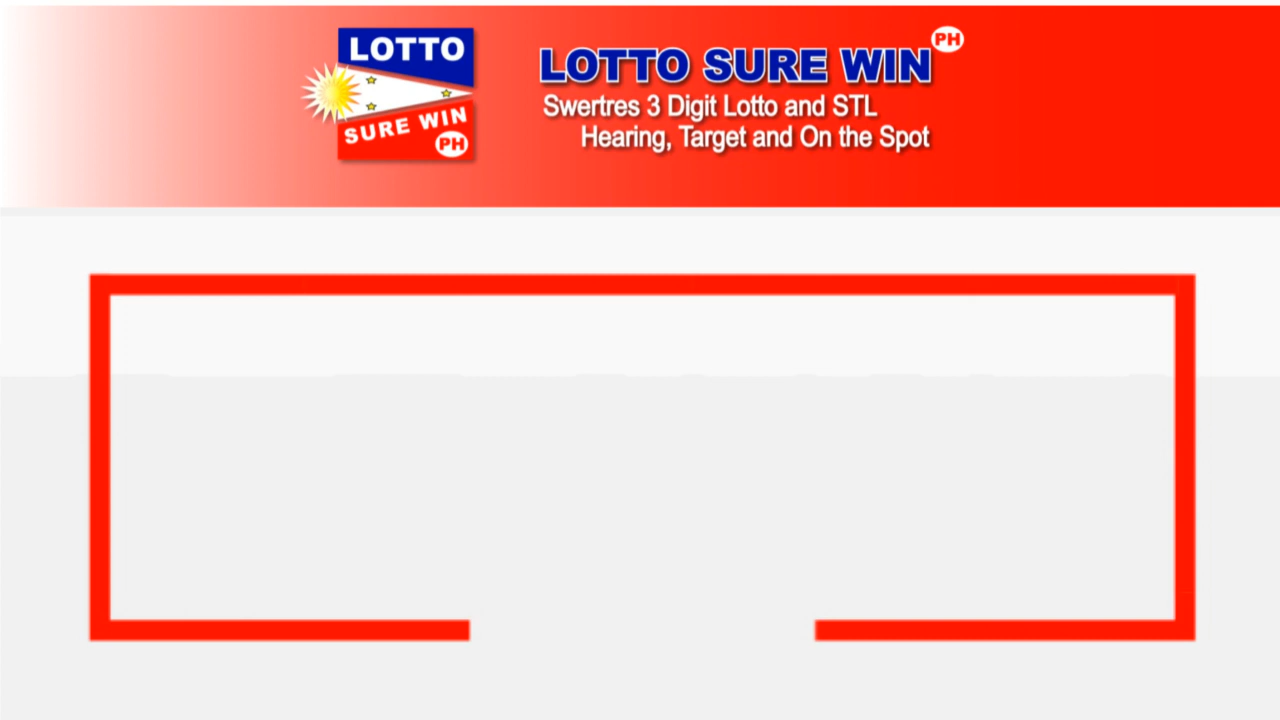 LOTTO
SURE WIN
PH
LOTTO SURE WIN PH
Swertres 3 Digit Lotto and STL
Hearing, Target and On the Spot